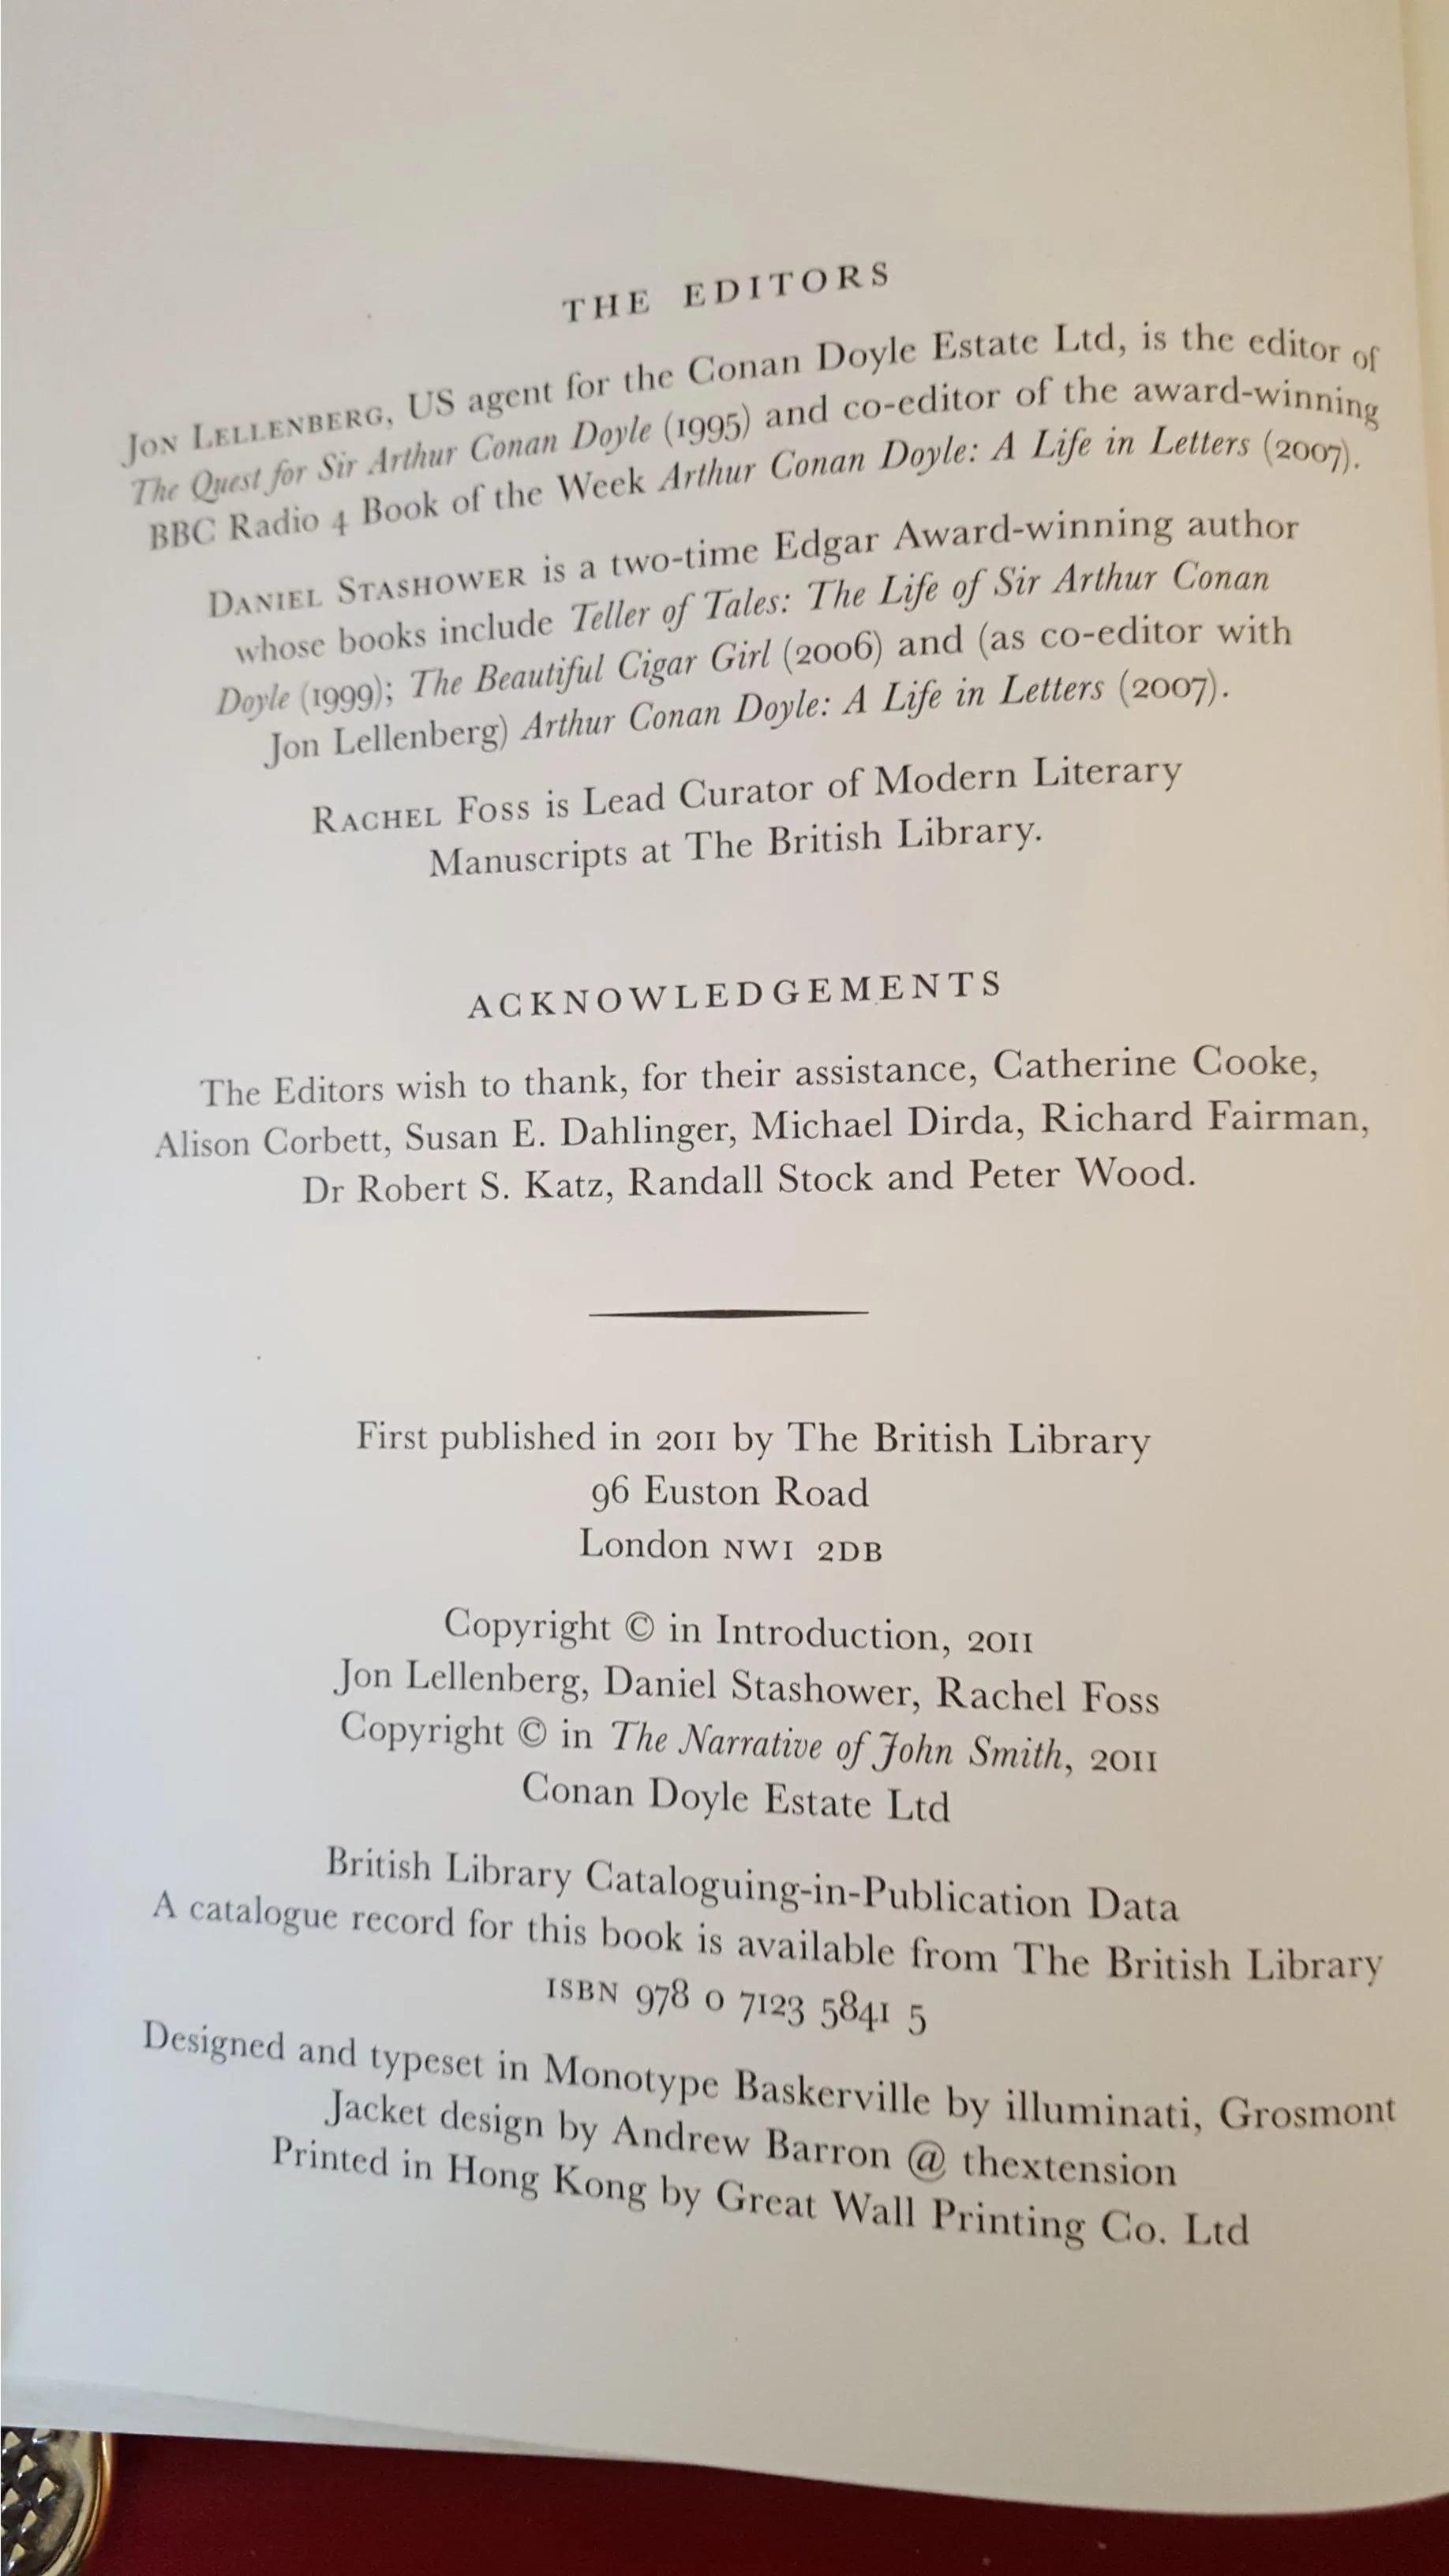 THE EDITORS
JON LELLENBERG, US agent for the Conan Doyle Estate Ltd, is the editor of
The Quest for Sir Arthur Conan Doyle (1995) and co-editor of the award-winning
BBC Radio 4 Book of the Week Arthur Conan Doyle: A Life in Letters (2007).
DANIEL STASHOWER is a two-time Edgar Award-winning author
whose books include Teller of Tales: The Life of Sir Arthur Conan
Doyle (1999); The Beautiful Cigar Girl (2006) and (as co-editor with
Jon Lellenberg) Arthur Conan Doyle: A Life in Letters (2007).
RACHEL FOSS is Lead Curator of Modern Literary
Manuscripts at The British Library.
ACKNOWLEDGEMENTS
The Editors wish to thank, for their assistance, Catherine Cooke,
Alison Corbett, Susan E. Dahlinger, Michael Dirda, Richard Fairman,
Dr Robert S. Katz, Randall Stock and Peter Wood.
First published in 2011 by The British Library
96 Euston Road
London NW1 2DB
Copyright © in Introduction, 2011
Jon Lellenberg, Daniel Stashower, Rachel Foss
Copyright © in The Narrative of John Smith, 2011
Conan Doyle Estate Ltd
British Library Cataloguing-in-Publication Data
A catalogue record for this book is available from The British Library
ISBN 978 0 7123 5841 5
Designed and typeset in Monotype Baskerville by illuminati, Grosmont
Jacket design by Andrew Barron @ thextension
Printed in Hong Kong by Great Wall Printing Co. Ltd